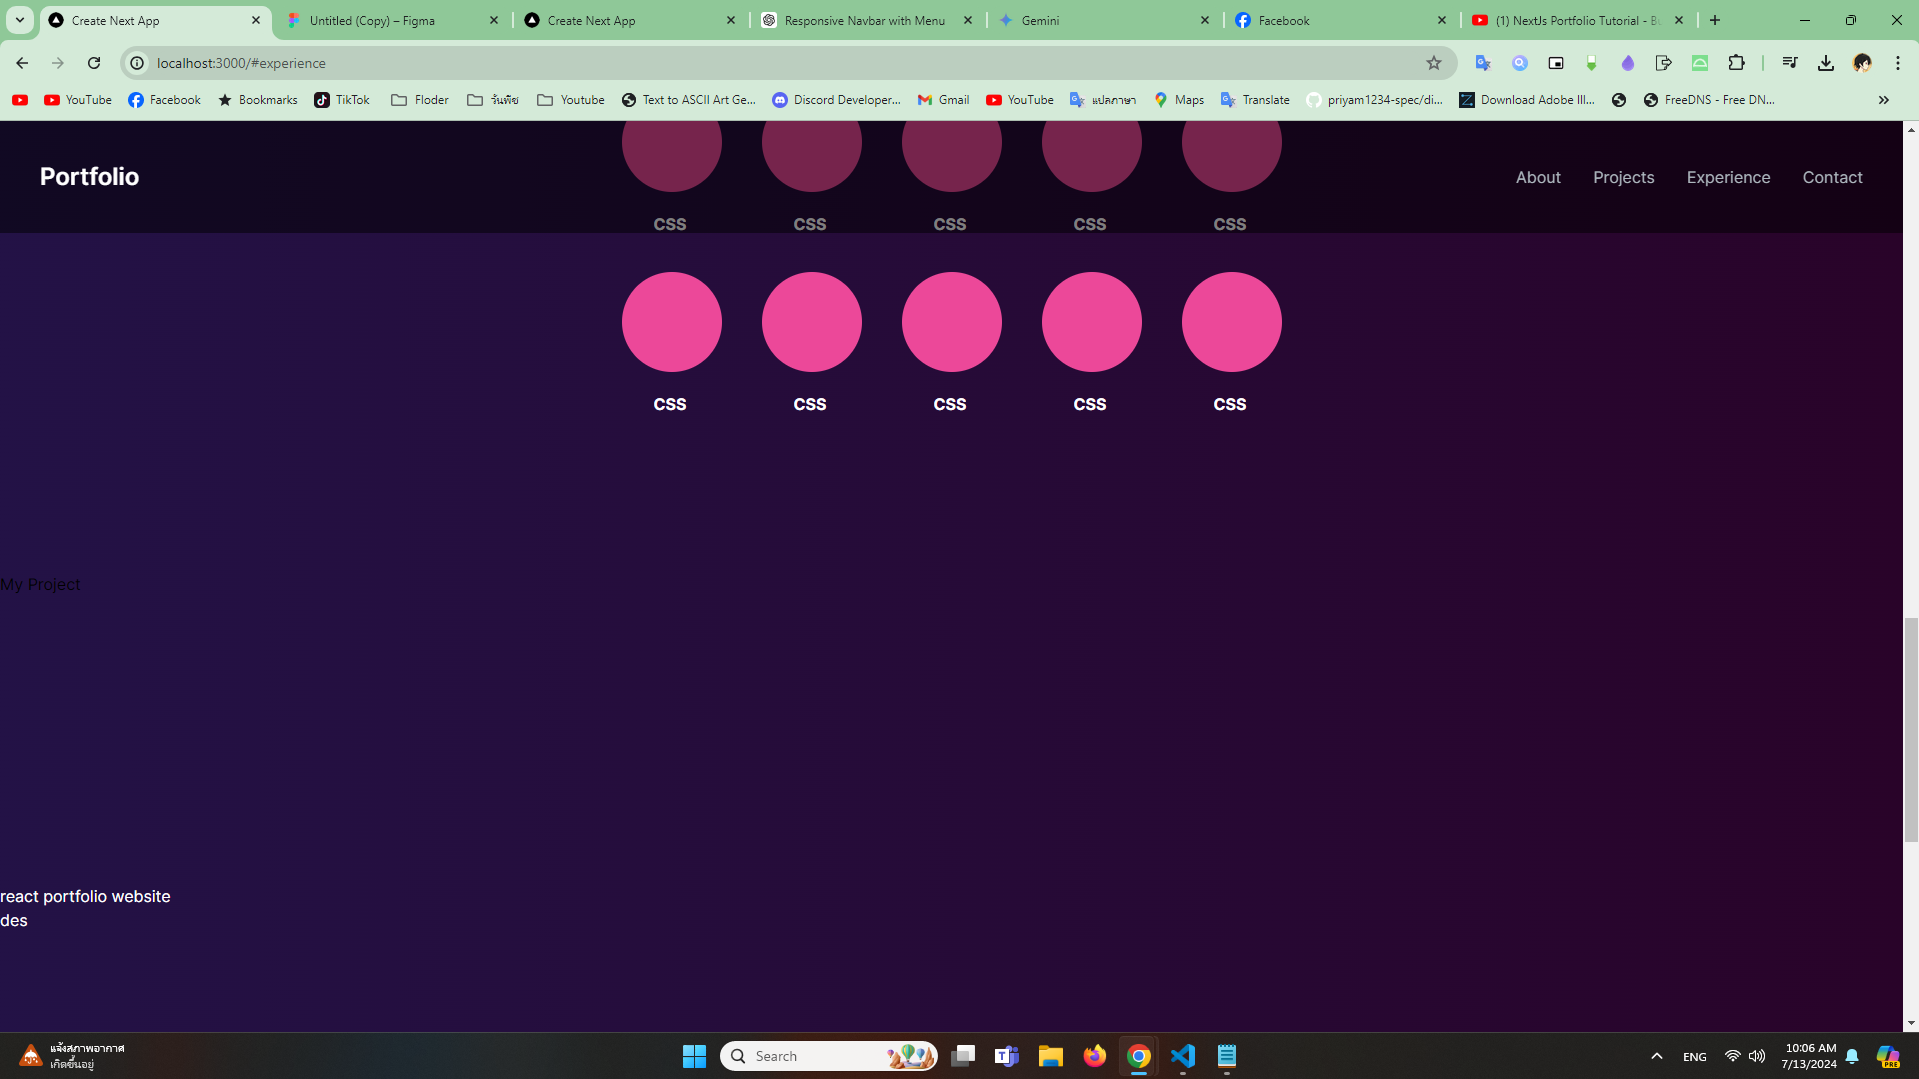 Create Next App
Untitled (Copy) – Figma
Create Next App
Responsive Navbar with Menu
Gemini
Facebook
(1) NextJs Portfolio Tutorial - Bu
localhost:3000/#experience
YouTube
Facebook
Bookmarks
TikTok
Floder
วันพืช
Youtube
Text to ASCII Art Ge...
Discord Developer...
Gmail
YouTube
แปลภาษา
Maps
Translate
priyam1234-spec/di...
Download Adobe Ill...
FreeDNS - Free DN...
Portfolio
About
Projects
Experience
Contact
CSS CSS CSS CSS CSS
CSS CSS CSS CSS CSS
My Project
react portfolio website
des
แจ้งสภาพอากาศ
เกิดขึ้นอยู่
Search
ENG
10:06 AM
7/13/2024
PRE